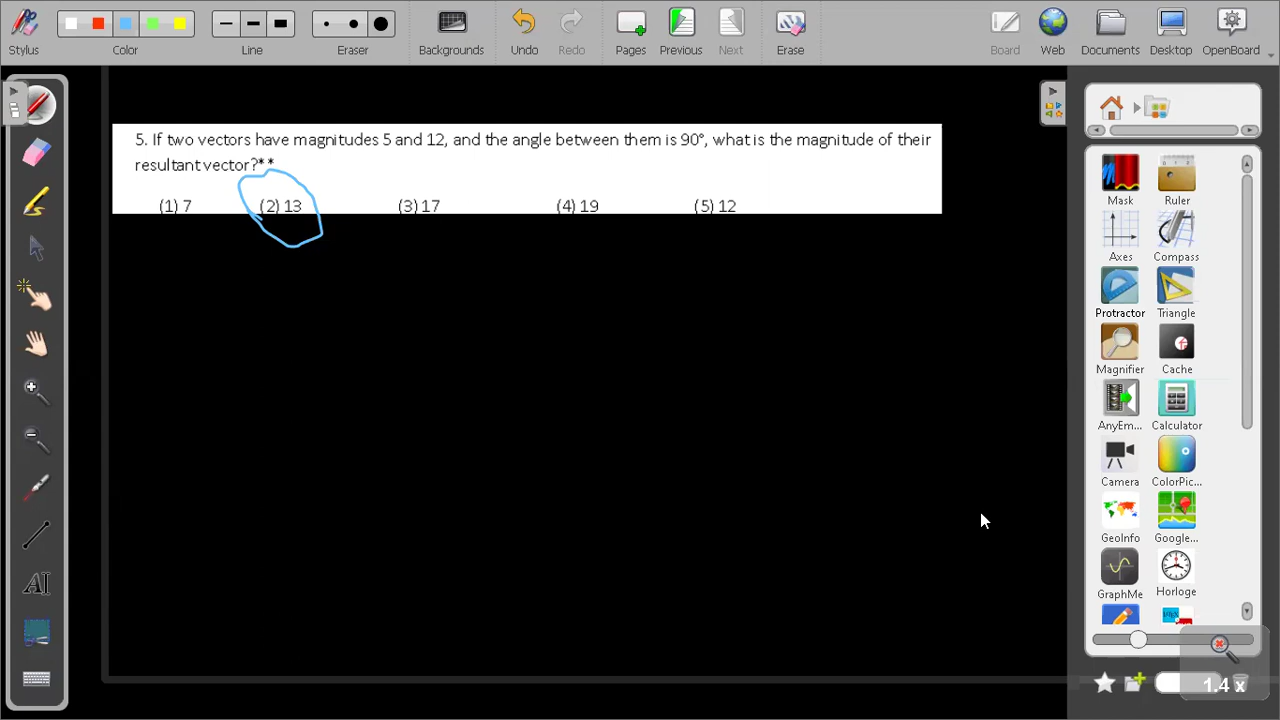 Stylus Color Line Eraser Backgrounds Undo Redo Pages Previous Next Erase Board Web Documents Desktop OpenBoard
5. If two vectors have magnitudes 5 and 12, and the angle between them is 90°, what is the magnitude of their
resultant vector?**
(1) 7 (2) 13 (3) 17 (4) 19 (5) 12
Mask Ruler
Axes Compass
Protractor Triangle
Magnifier Cache
AnyEm... Calculator
Camera ColorPic...
GeoInfo Google...
GraphMe Horloge
AI
1.4 x